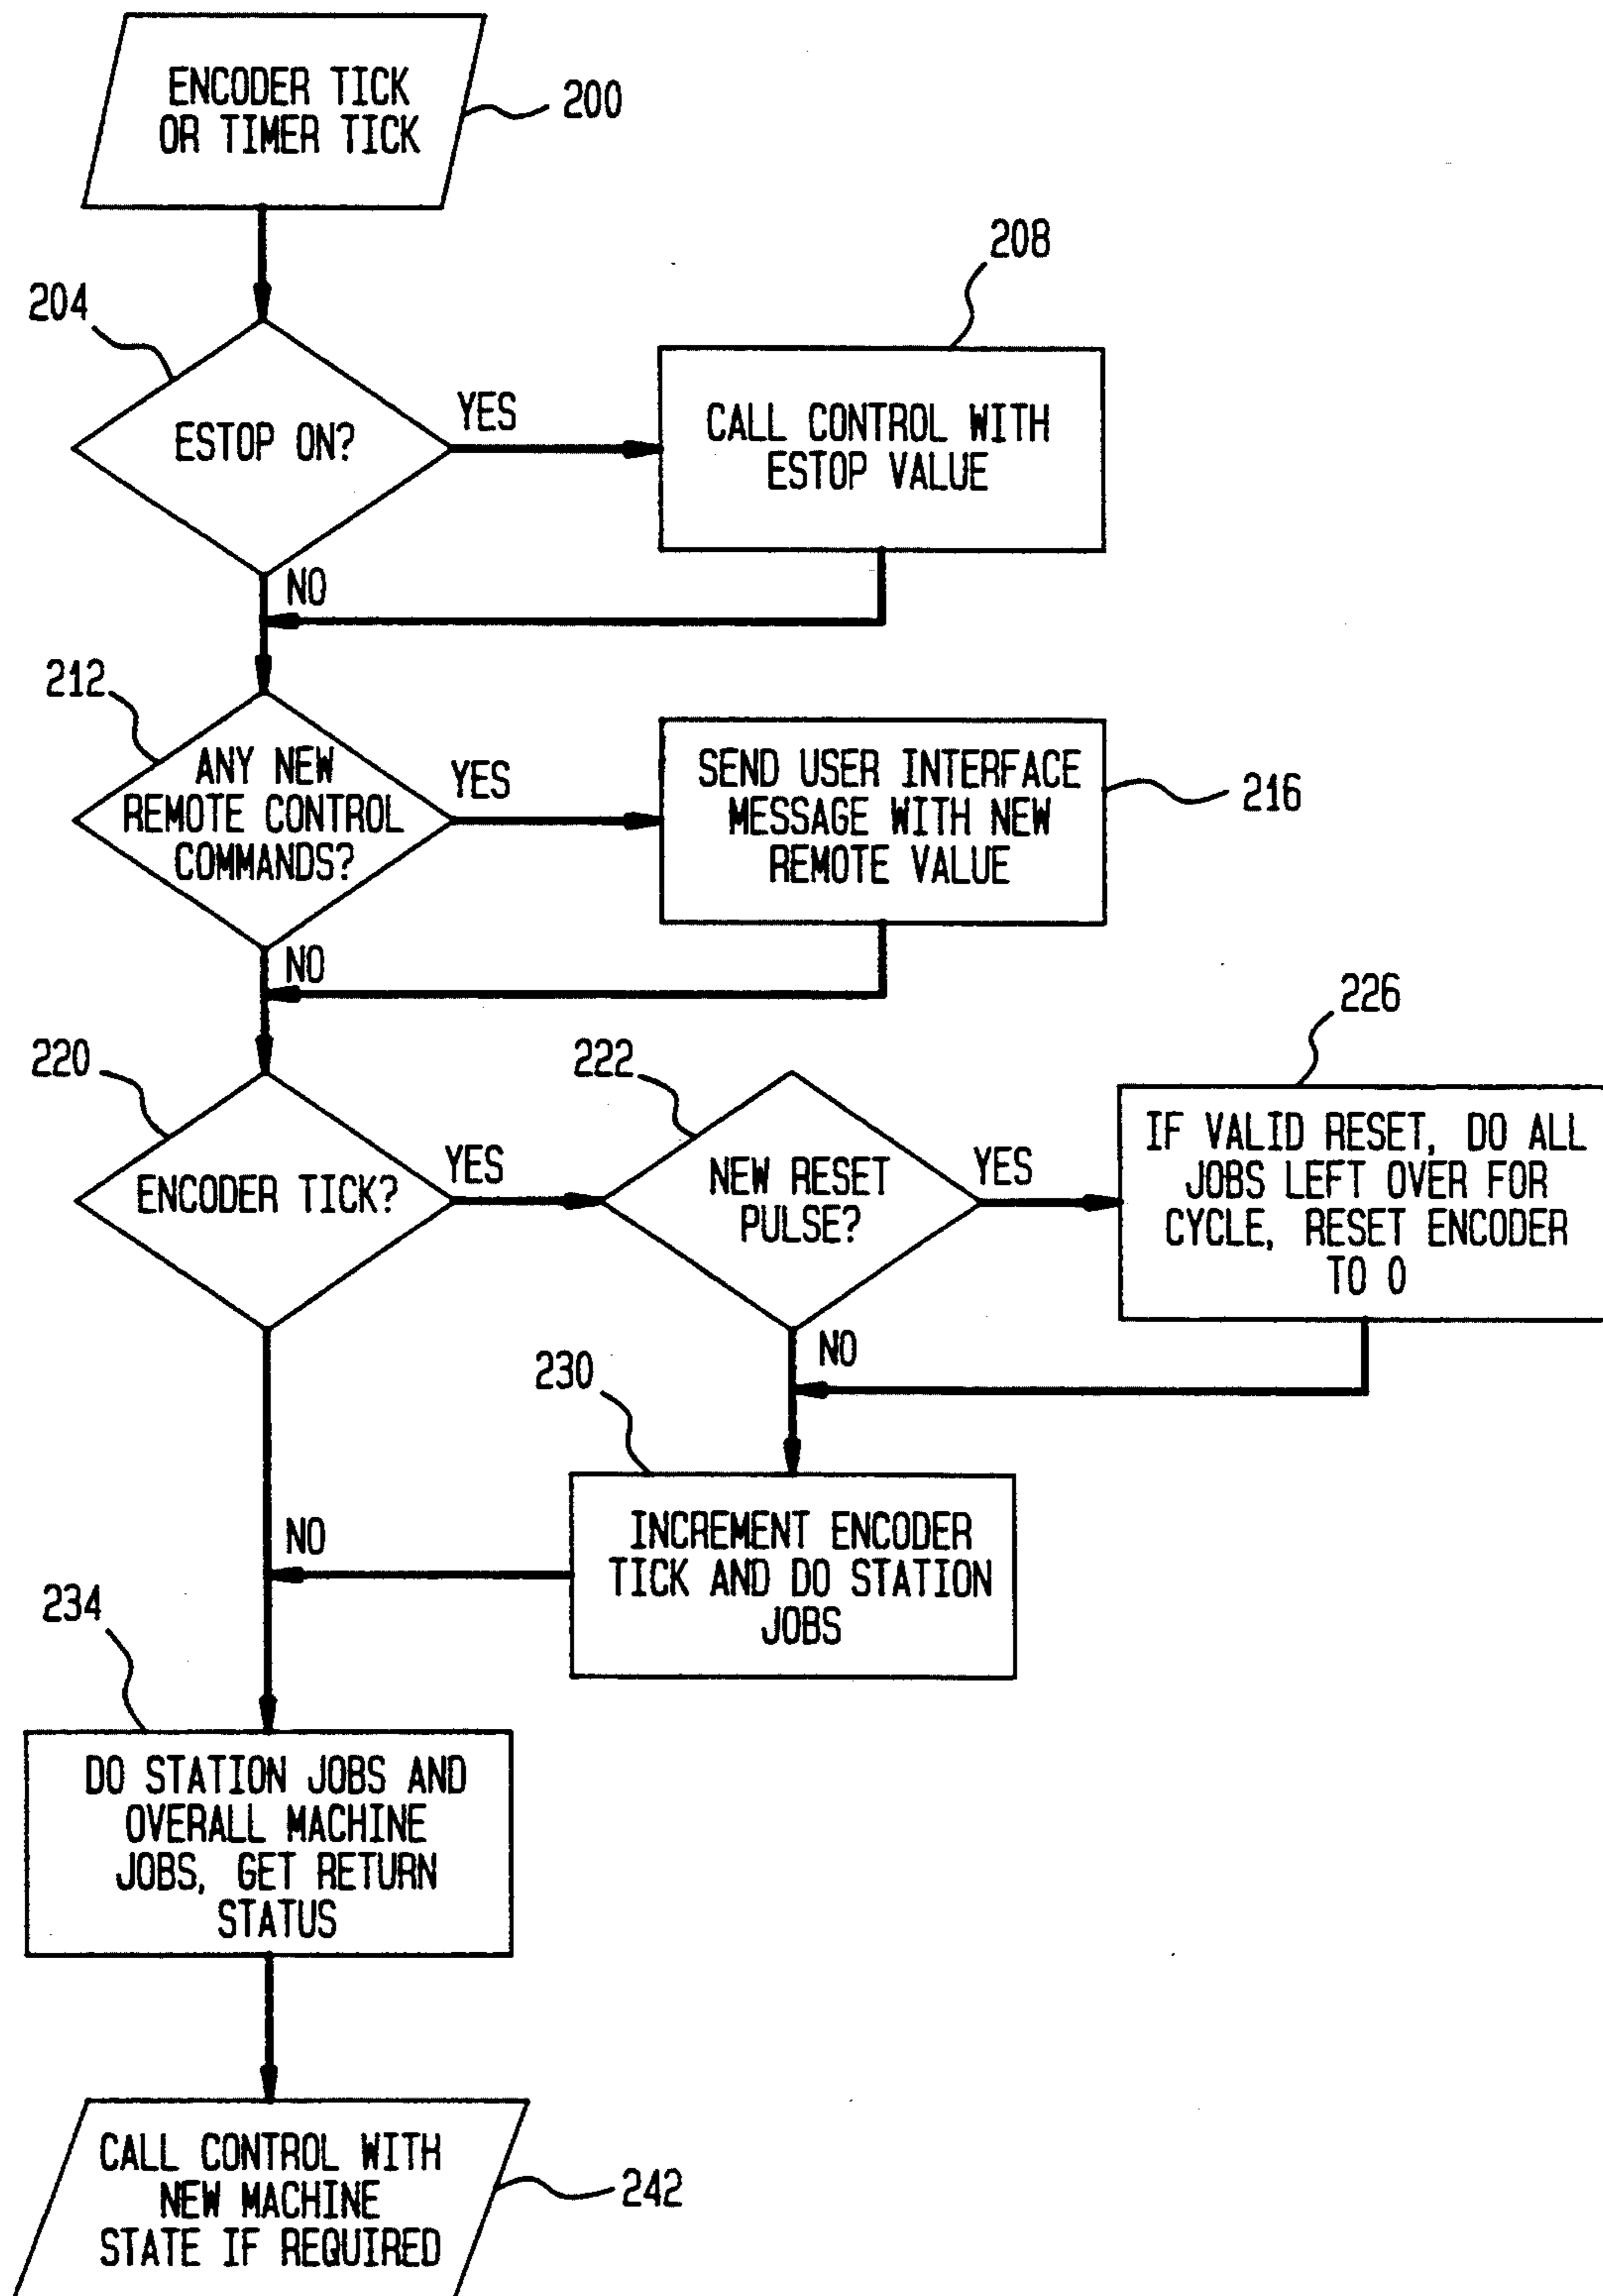 ENCODER TICK
OR TIMER TICK
200
208
204
ESTOP ON?
YES
CALL CONTROL WITH
ESTOP VALUE
NO
212
ANY NEW
REMOTE CONTROL
COMMANDS?
YES
SEND USER INTERFACE
MESSAGE WITH NEW
REMOTE VALUE
216
NO
226
220
ENCODER TICK?
YES
222
NEW RESET
PULSE?
YES
IF VALID RESET, DO ALL
JOBS LEFT OVER FOR
CYCLE, RESET ENCODER
TO 0
NO
230
INCREMENT ENCODER
TICK AND DO STATION
JOBS
NO
234
DO STATION JOBS AND
OVERALL MACHINE
JOBS, GET RETURN
STATUS
CALL CONTROL WITH
NEW MACHINE
STATE IF REQUIRED
242